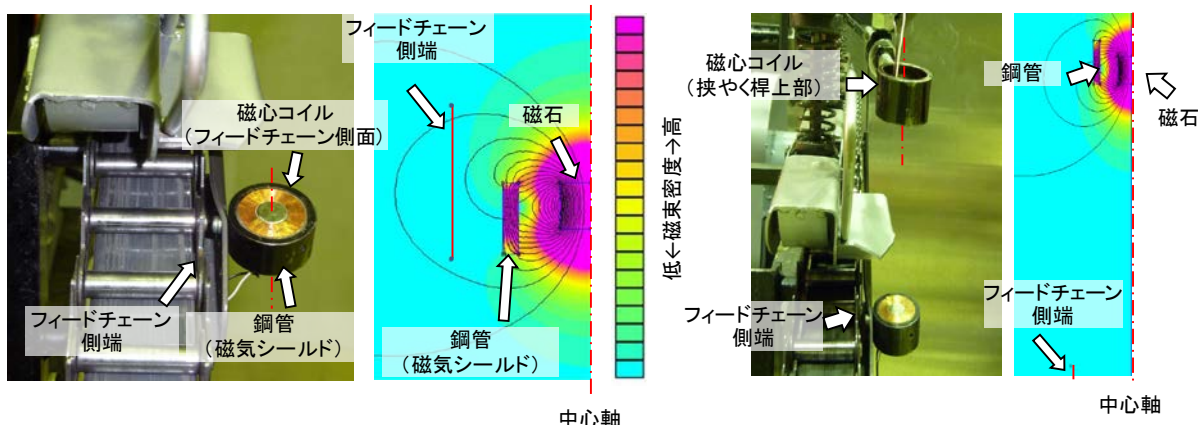 磁心コイル
（フィードチェーン側面）
フィードチェーン
側端
鋼管
（磁気シールド）
フィードチェーン
側端
磁石
鋼管
（磁気シールド）
中心軸
低←磁束密度→高
磁心コイル
（挟やく桿上部）
フィードチェーン
側端
鋼管
磁石
フィードチェーン
側端
中心軸